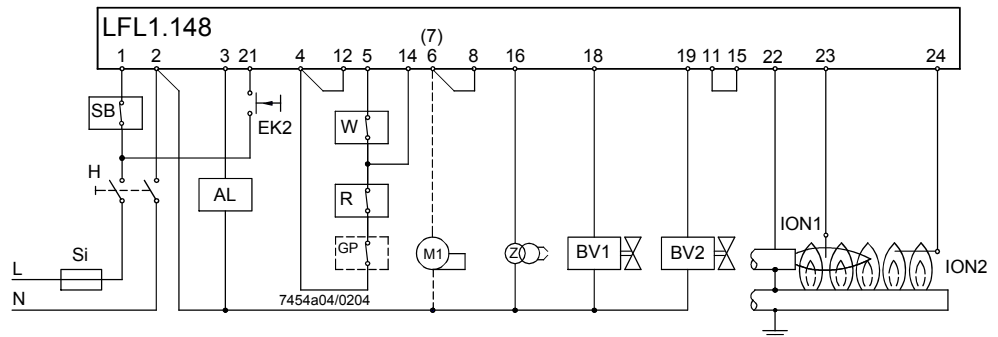 LFL1.148
(7)
1 2 3 21 4 12 5 14 6 8 16 18 19 11 15 22 23 24
SB
EK2
W
H
AL
R
ION1
GP
M1
Z
BV1
BV2
ION2
Si
L
N
7454a04/0204